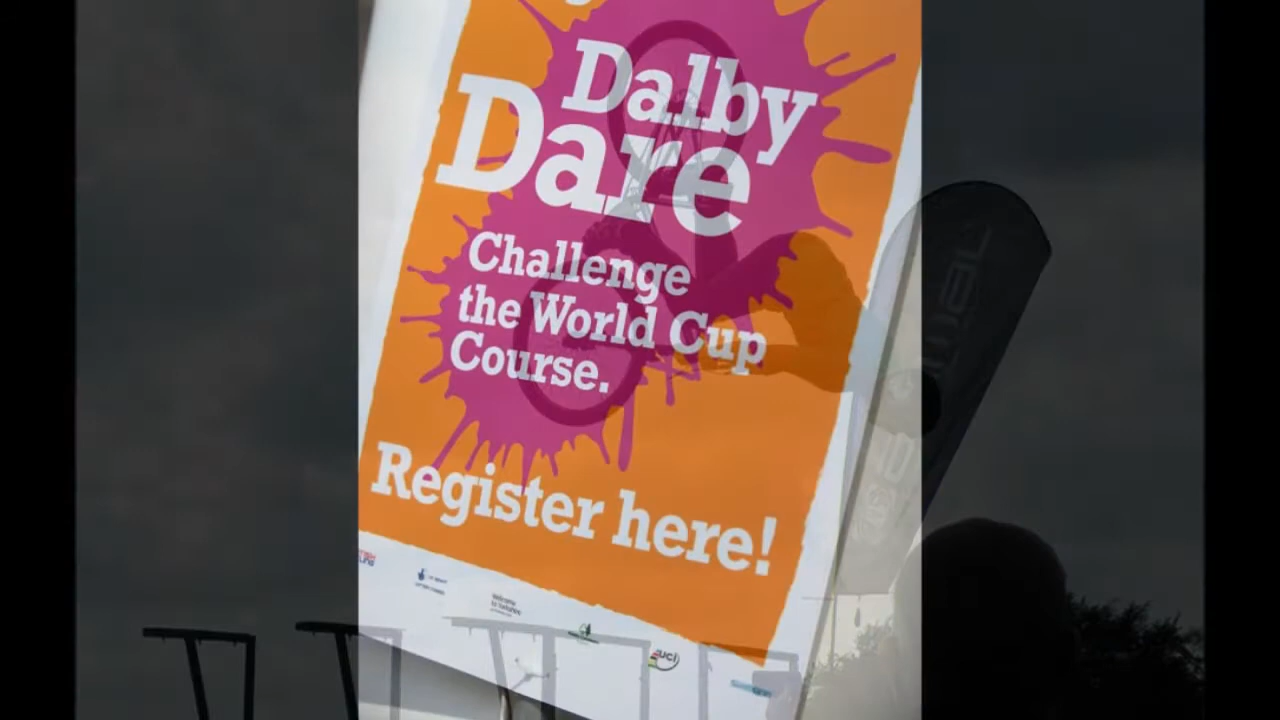 Dalby
Dare
Challenge
the World Cup
Course.
Register here!
uci